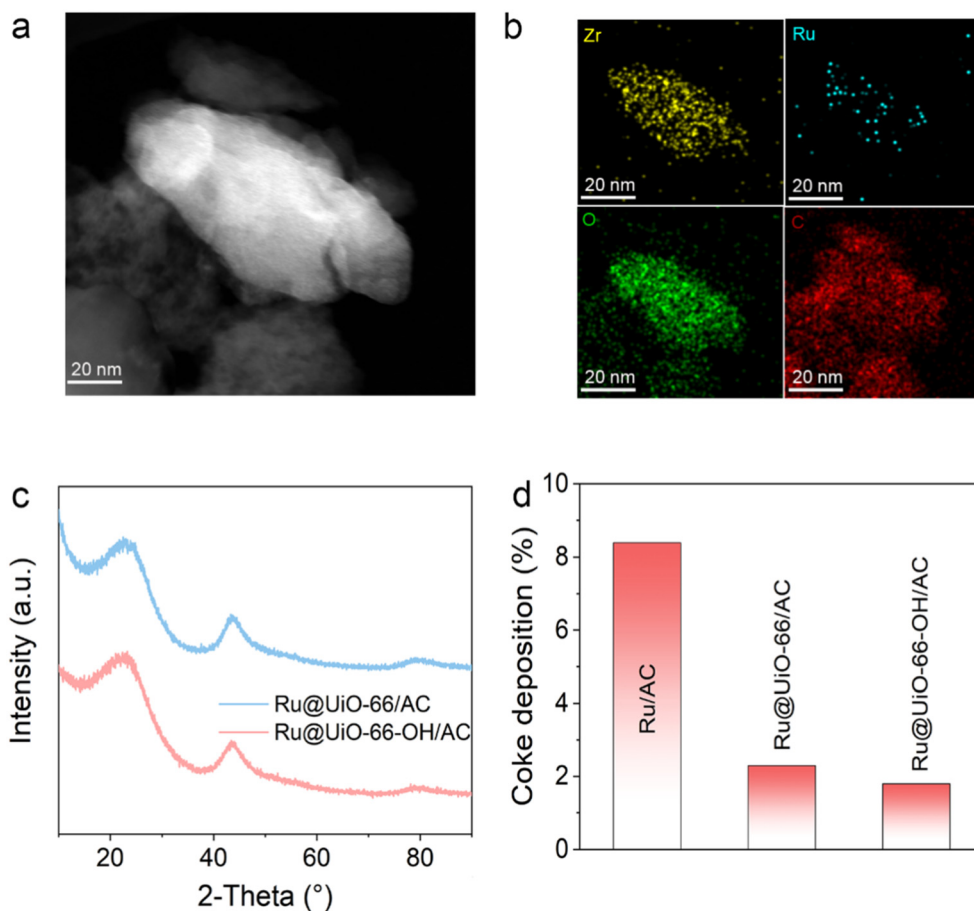 a
20 nm
b
Zr
20 nm
Ru
20 nm
O
20 nm
C
20 nm
c
Intensity (a.u.)
Ru@UiO-66/AC
Ru@UiO-66-OH/AC
20
40
60
80
2-Theta (°)
d
Coke deposition (%)
10
8
6
4
2
0
Ru/AC
Ru@UiO-66/AC
Ru@UiO-66-OH/AC